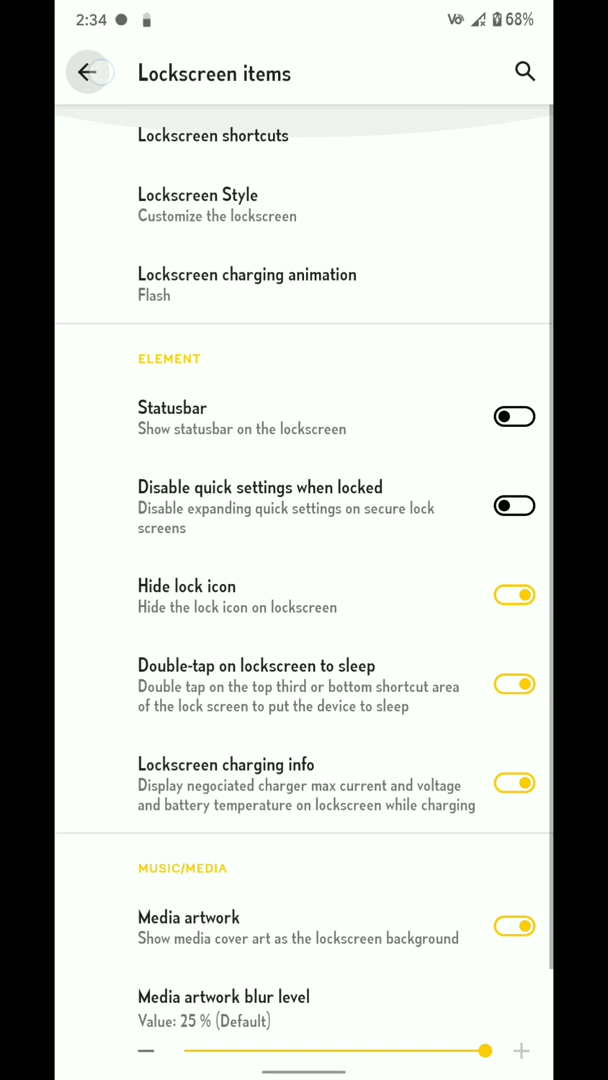 2:34
Vo 68%
Lockscreen items
Lockscreen shortcuts
Lockscreen Style
Customize the lockscreen
Lockscreen charging animation
Flash
ELEMENT
Statusbar
Show statusbar on the lockscreen
Disable quick settings when locked
Disable expanding quick settings on secure lock
screens
Hide lock icon
Hide the lock icon on lockscreen
Double-tap on lockscreen to sleep
Double tap on the top third or bottom shortcut area
of the lock screen to put the device to sleep
Lockscreen charging info
Display negociated charger max current and voltage
and battery temperature on lockscreen while charging
MUSIC/MEDIA
Media artwork
Show media cover art as the lockscreen background
Media artwork blur level
Value: 25 % (Default)